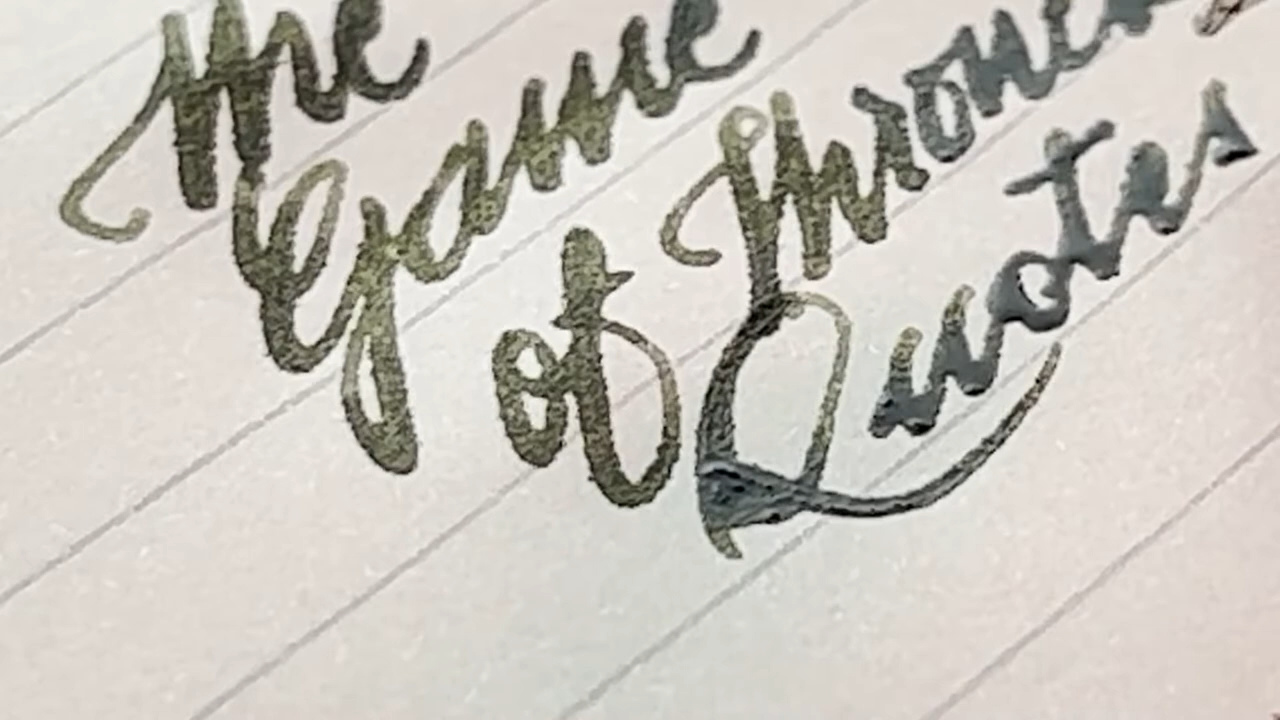 The
Game
of Thrones
Quotes